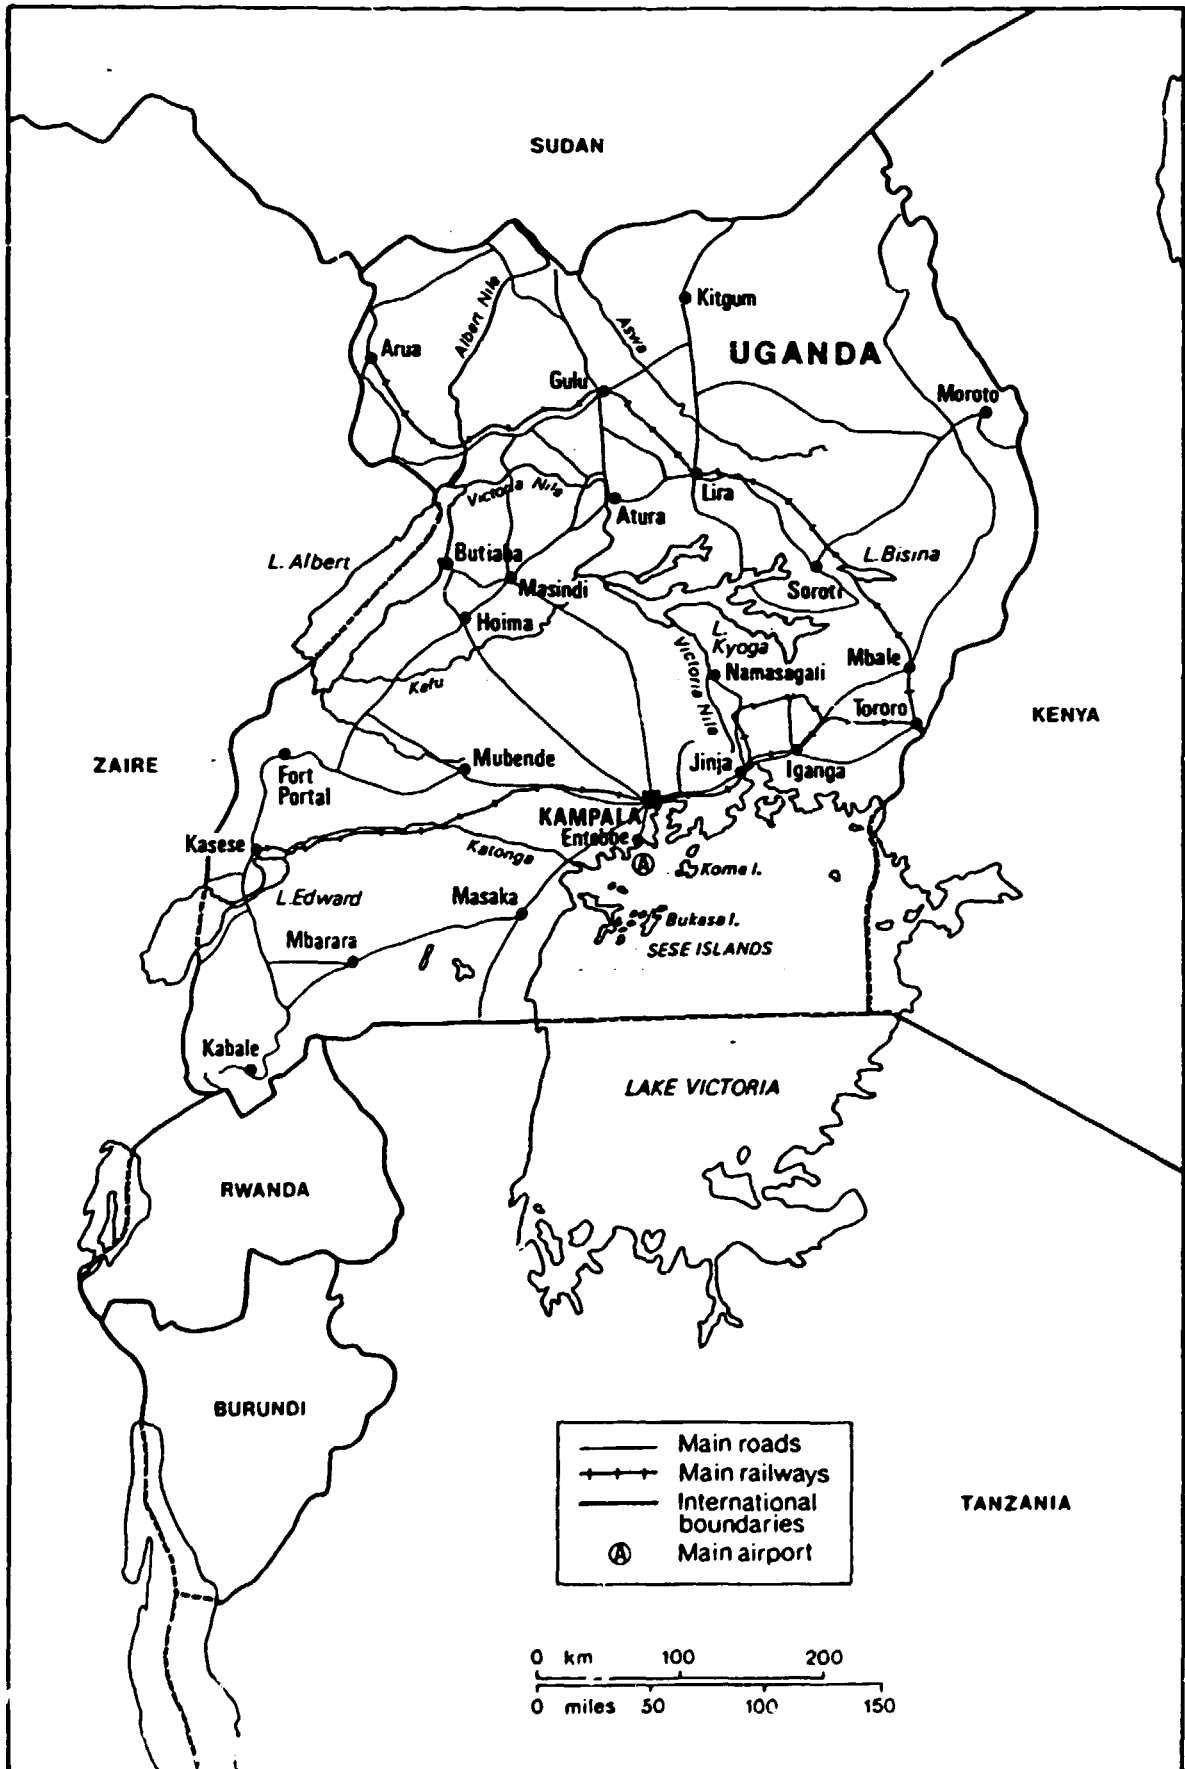 SUDAN
Kitgum
Albert Nile
Aswa
UGANDA
Arua
Gulu
Moroto
Victoria Nile
Lira
Atura
L. Albert
Butiaba
L. Bisina
Masindi
Soroti
Hoima
L.
Kyoga
Victoria Nile
Mbale
Namasagali
Kafu
Tororo
KENYA
ZAIRE
Mubende
Jinja
Iganga
Fort
Portal
KAMPALA
Entebbe
Kasese
Katonga
A
Kome I.
L. Edward
Masaka
Bukasa I.
Mbarara
SESE ISLANDS
Kabale
LAKE VICTORIA
RWANDA
BURUNDI
Main roads
Main railways
International
boundaries
A Main airport
TANZANIA
0 km 100 200
0 miles 50 100 150